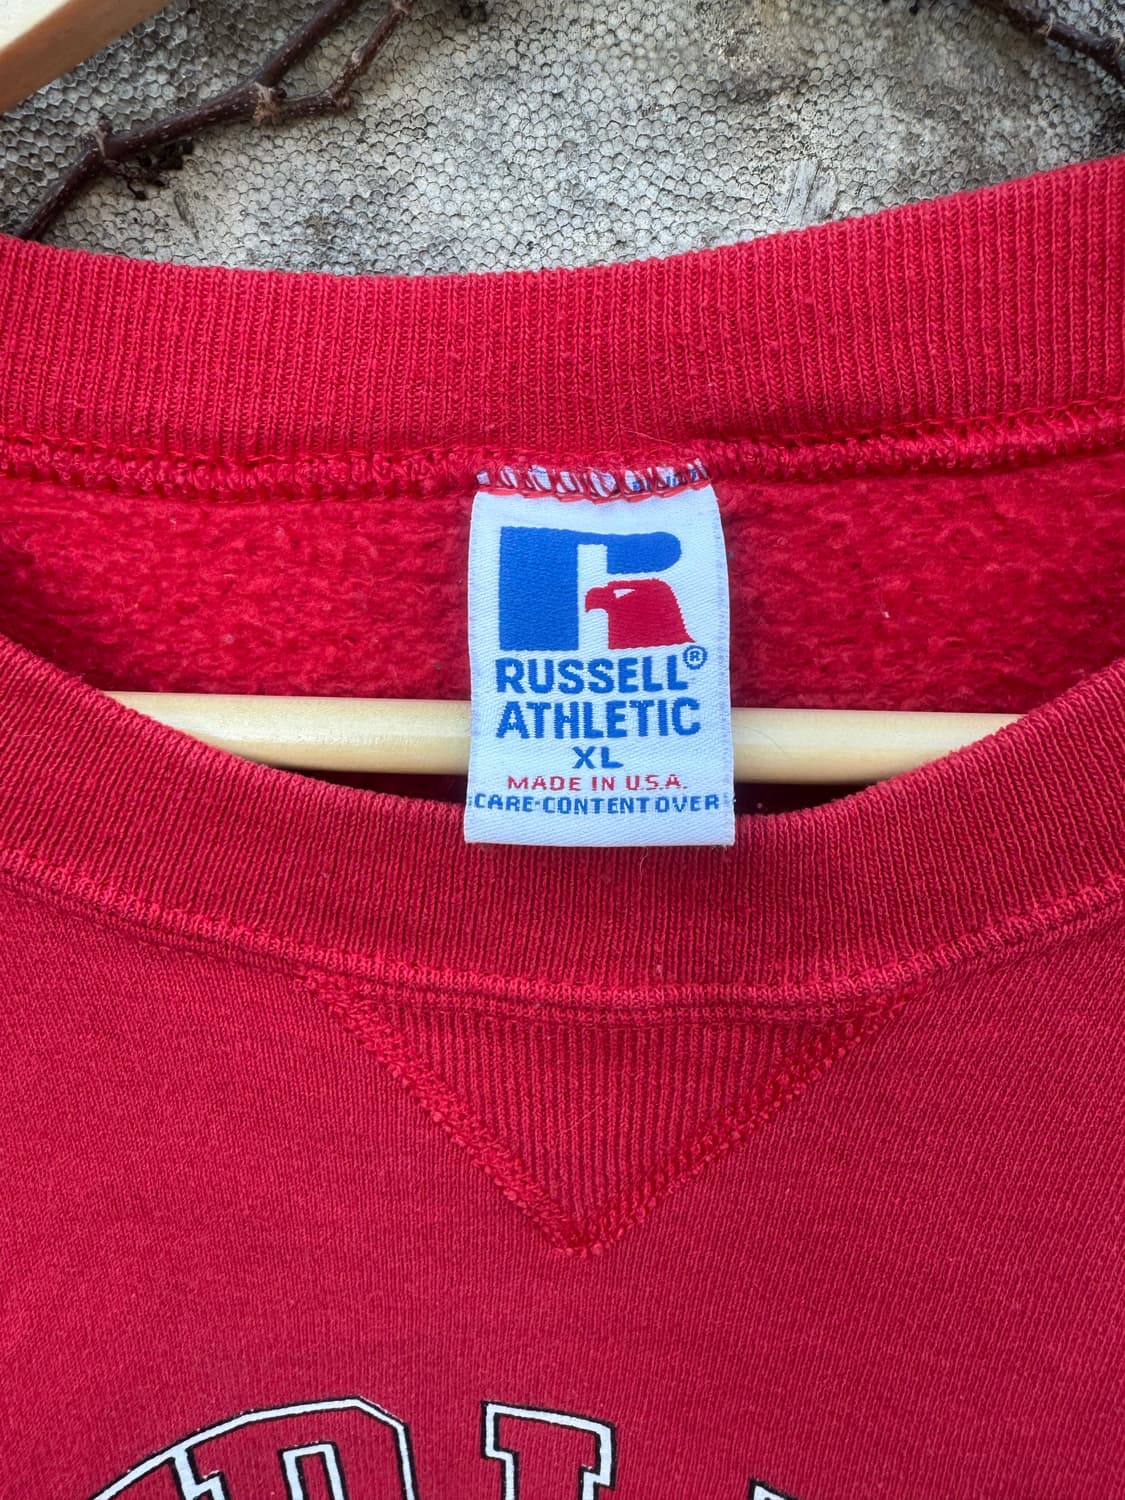 RUSSELL®
ATHLETIC
XL
MADE IN U.S.A.
CARE-CONTENT OVER